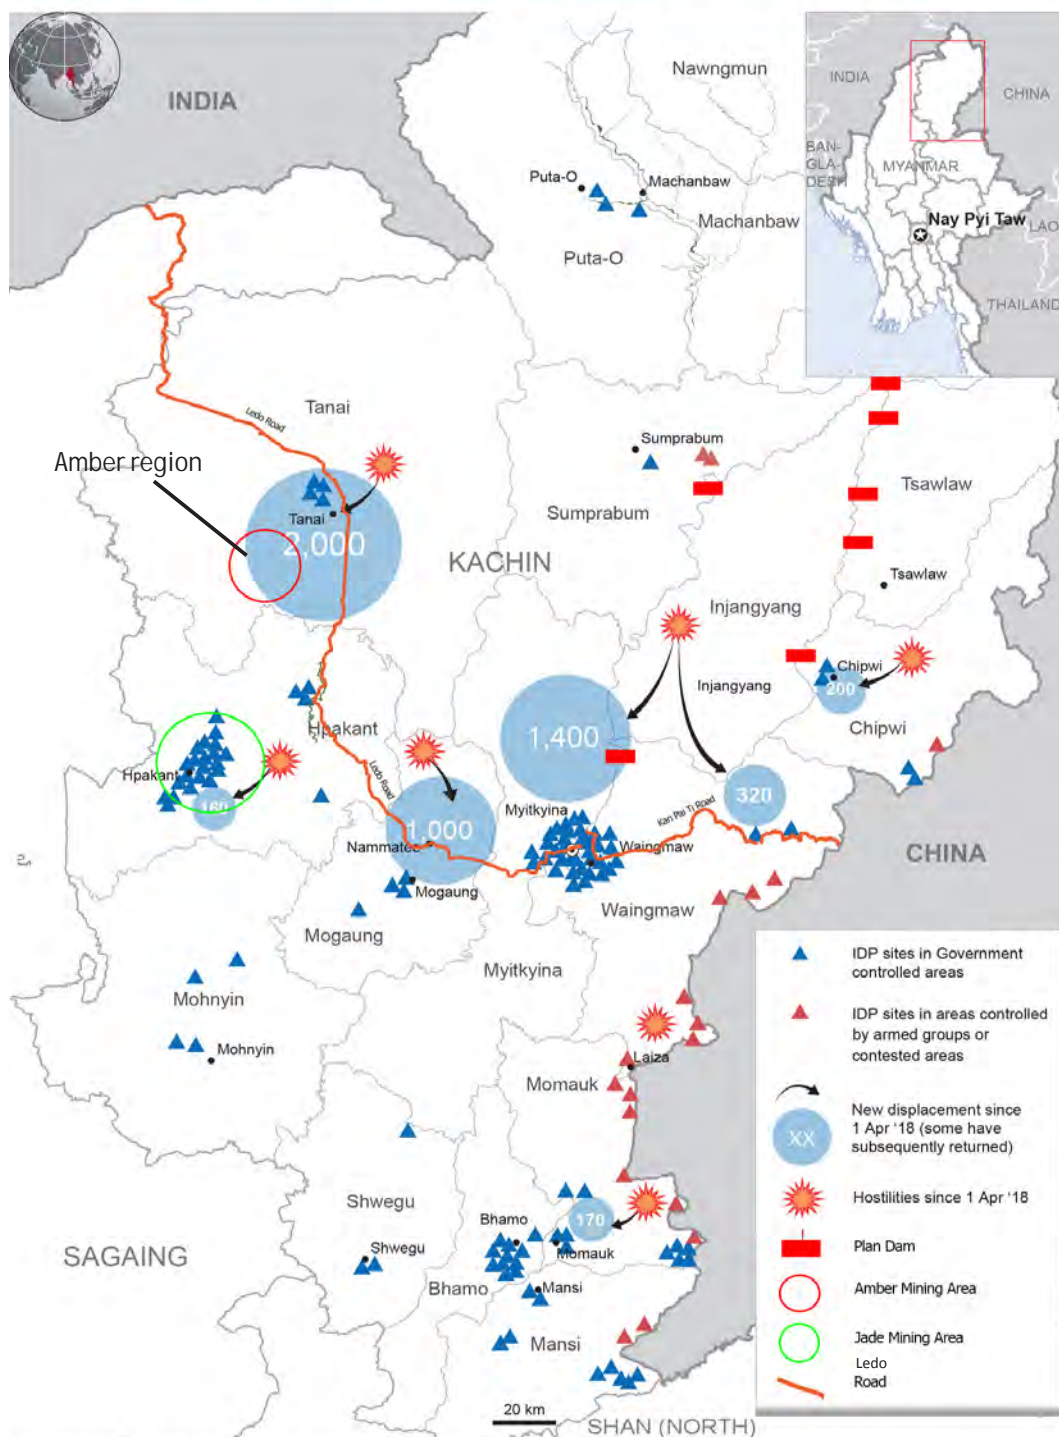 INDIA
Nawngmun
Puta-O
Machanbaw
Machanbaw
Puta-O
INDIA
CHINA
BAN-
GLA-
DESH
MYANMAR
Nay Pyi Taw
LAO
THAILAND
Ledo Road
Tanai
Amber region
Tanai
2,000
KACHIN
Sumprabum
Sumprabum
Tsawlaw
Tsawlaw
Injangyang
Injangyang
Chipwi
200
Chipwi
Hpakant
Hpakant
160
Ledo Road
1,400
1,000
Nammatee
Mogaung
Mogaung
Myitkyina
320
Kan Pai Ti Road
Waingmaw
Waingmaw
CHINA
Myitkyina
Mohnyin
Mohnyin
Laiza
Momauk
Shwegu
Shwegu
SAGAING
Bhamo
170
Momauk
Bhamo
Mansi
Mansi
20 km
SHAN (NORTH)
IDP sites in Government
controlled areas
IDP sites in areas controlled
by armed groups or
contested areas
XX
New displacement since
1 Apr ‘18 (some have
subsequently returned)
Hostilities since 1 Apr ‘18
Plan Dam
Amber Mining Area
Jade Mining Area
Ledo
Road